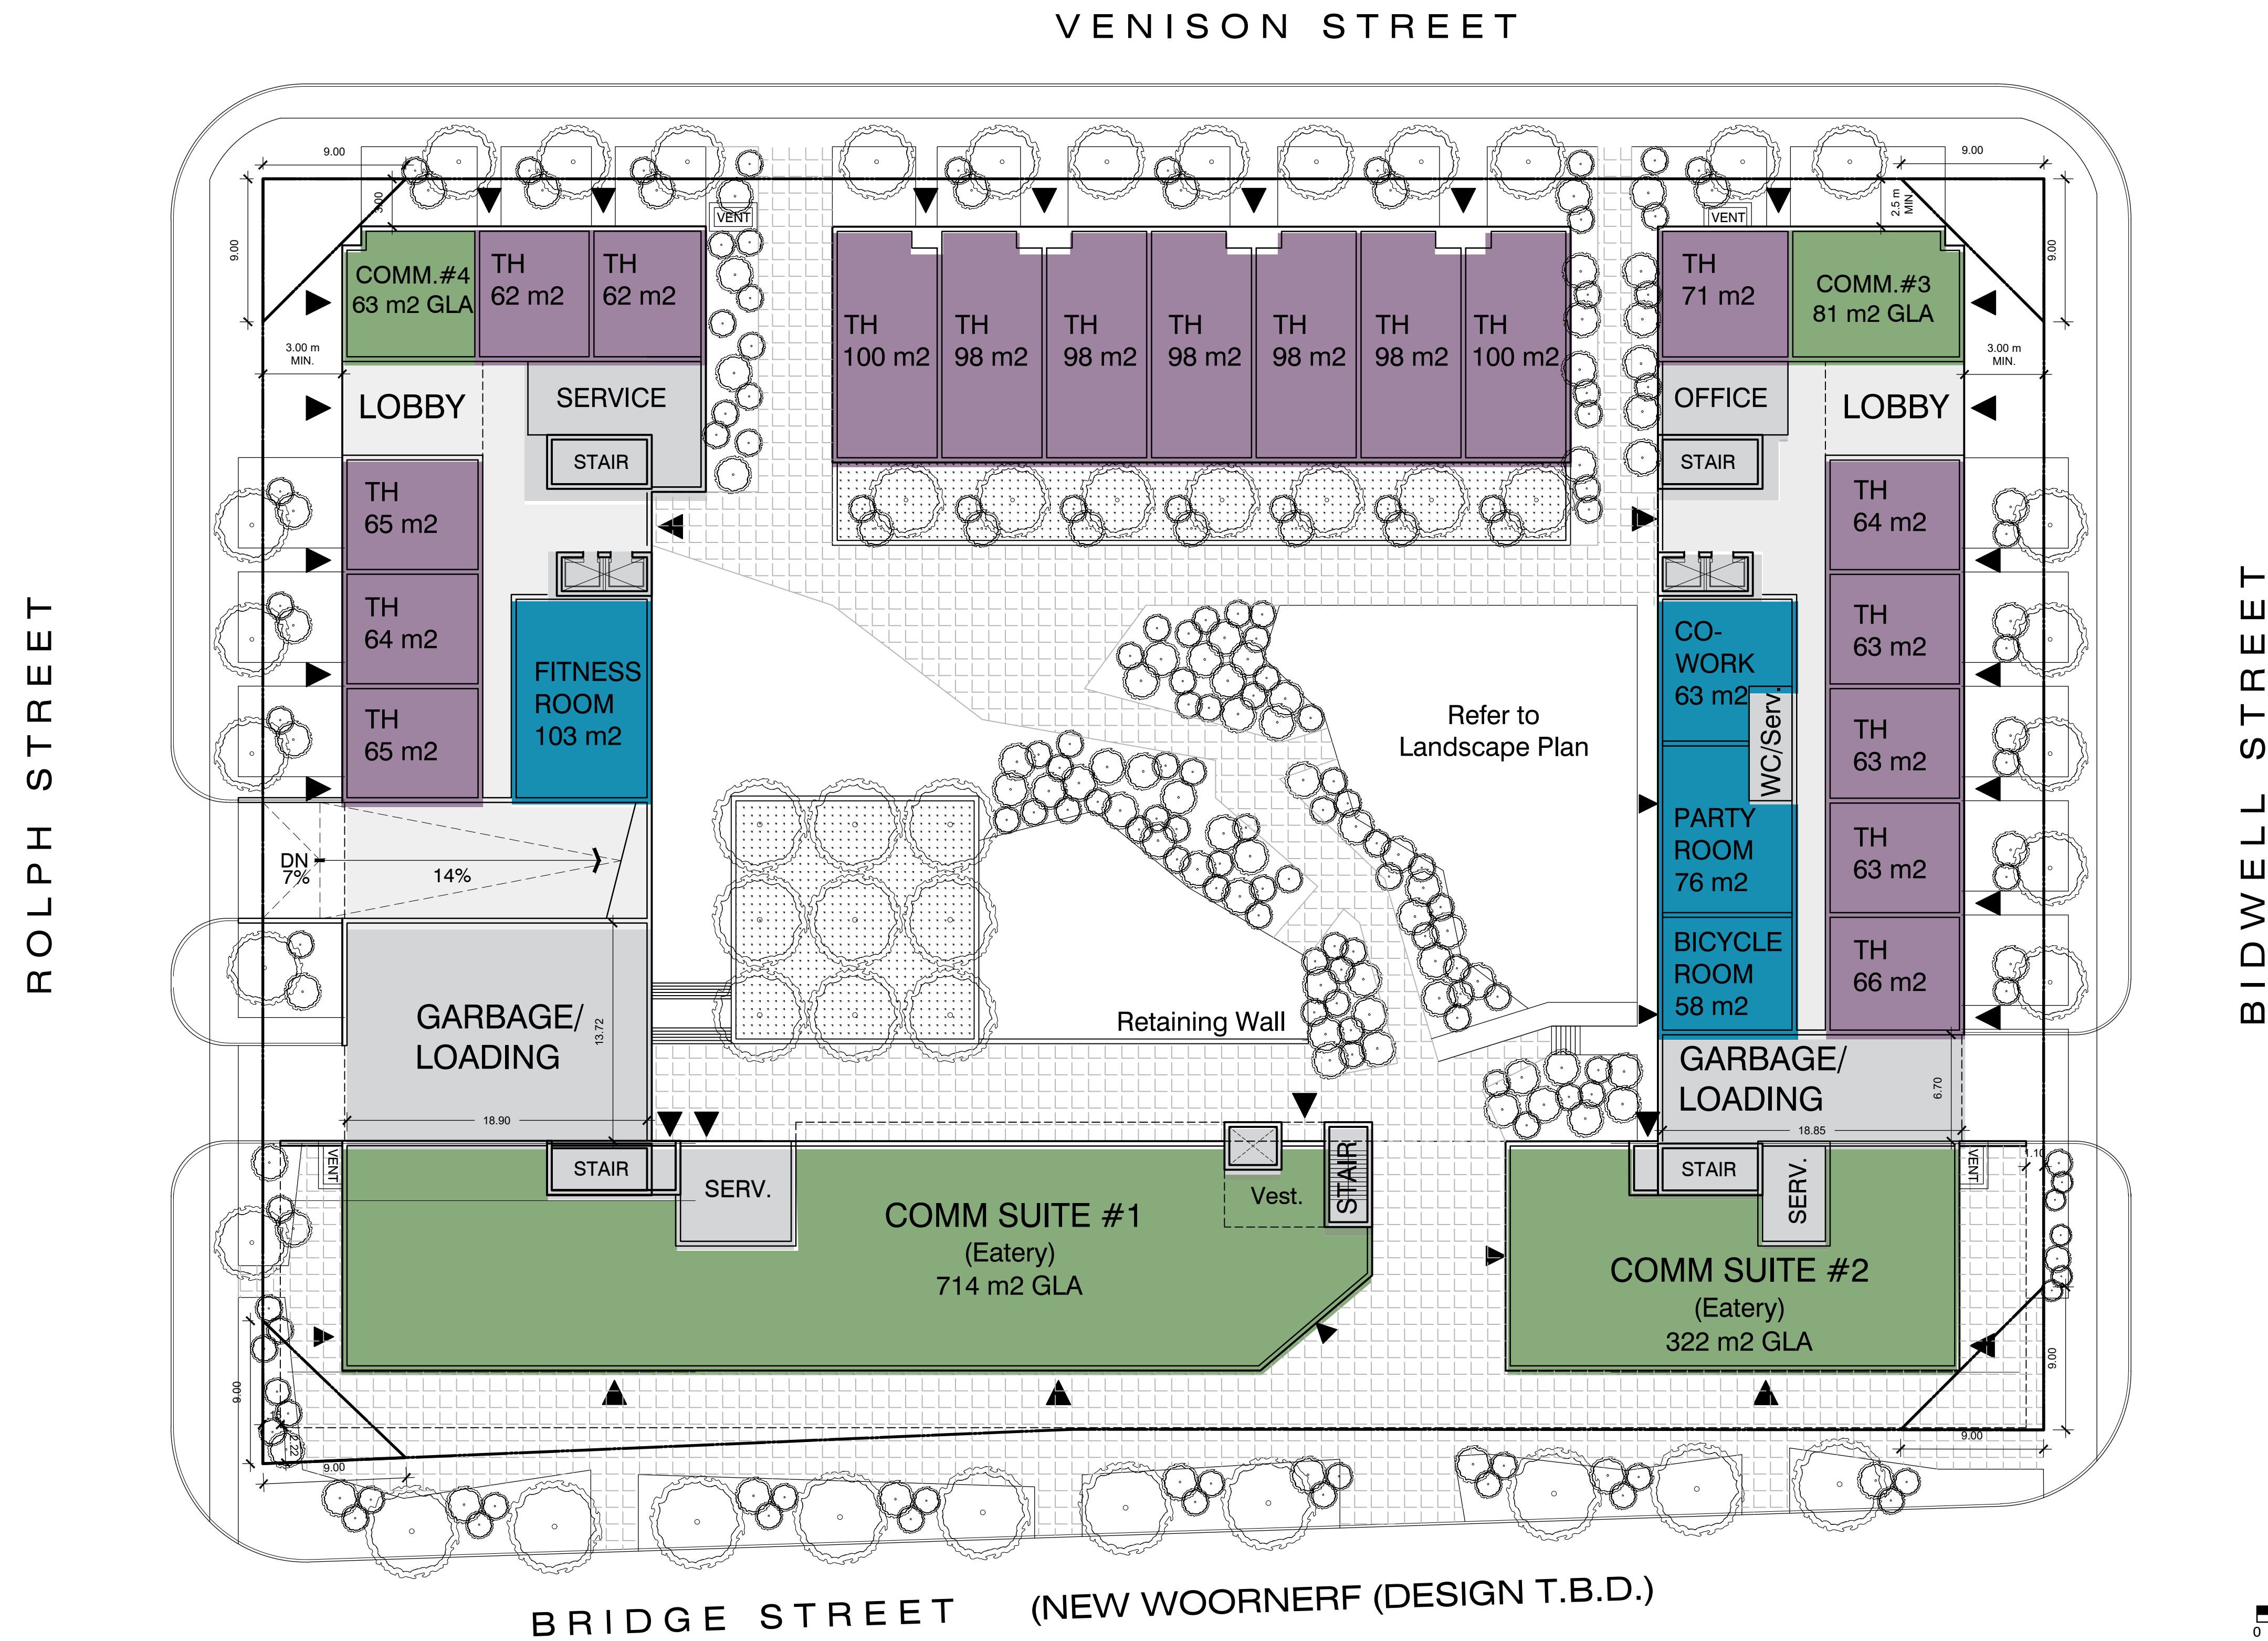 VENISON STREET
9.00
9.00
3.00
9.00
2.5 m
MIN.
9.00
VENT
VENT
COMM.#4
63 m2 GLA
TH
62 m2
TH
62 m2
TH
100 m2
TH
98 m2
TH
98 m2
TH
98 m2
TH
98 m2
TH
98 m2
TH
100 m2
TH
71 m2
COMM.#3
81 m2 GLA
3.00 m
MIN.
3.00 m
MIN.
LOBBY
SERVICE
STAIR
OFFICE
LOBBY
STAIR
TH
65 m2
TH
64 m2
TH
65 m2
FITNESS
ROOM
103 m2
CO-
WORK
63 m2
WC/Serv.
PARTY
ROOM
76 m2
BICYCLE
ROOM
58 m2
TH
64 m2
TH
63 m2
TH
63 m2
TH
63 m2
TH
66 m2
Refer to
Landscape Plan
ROLPH STREET
BIDWELL STREET
DN
7%
14%
GARBAGE/
LOADING
13.72
18.90
Retaining Wall
GARBAGE/
LOADING
6.70
18.85
VENT
STAIR
SERV.
COMM SUITE #1
(Eatery)
714 m2 GLA
Vest.
STAIR
STAIR
SERV.
VENT
1.10
COMM SUITE #2
(Eatery)
322 m2 GLA
9.00
9.00
9.00
9.00
BRIDGE STREET (NEW WOORNERF (DESIGN T.B.D.)
0